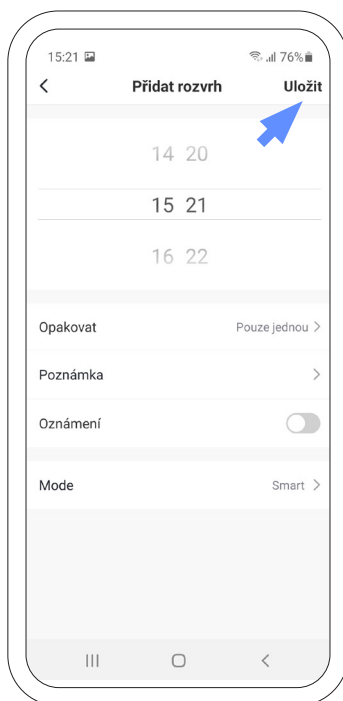 15:21 76%
Přidat rozvrh Uložit
14 20
15 21
16 22
Opakovat Pouze jednou
Poznámka
Oznámení
Mode Smart